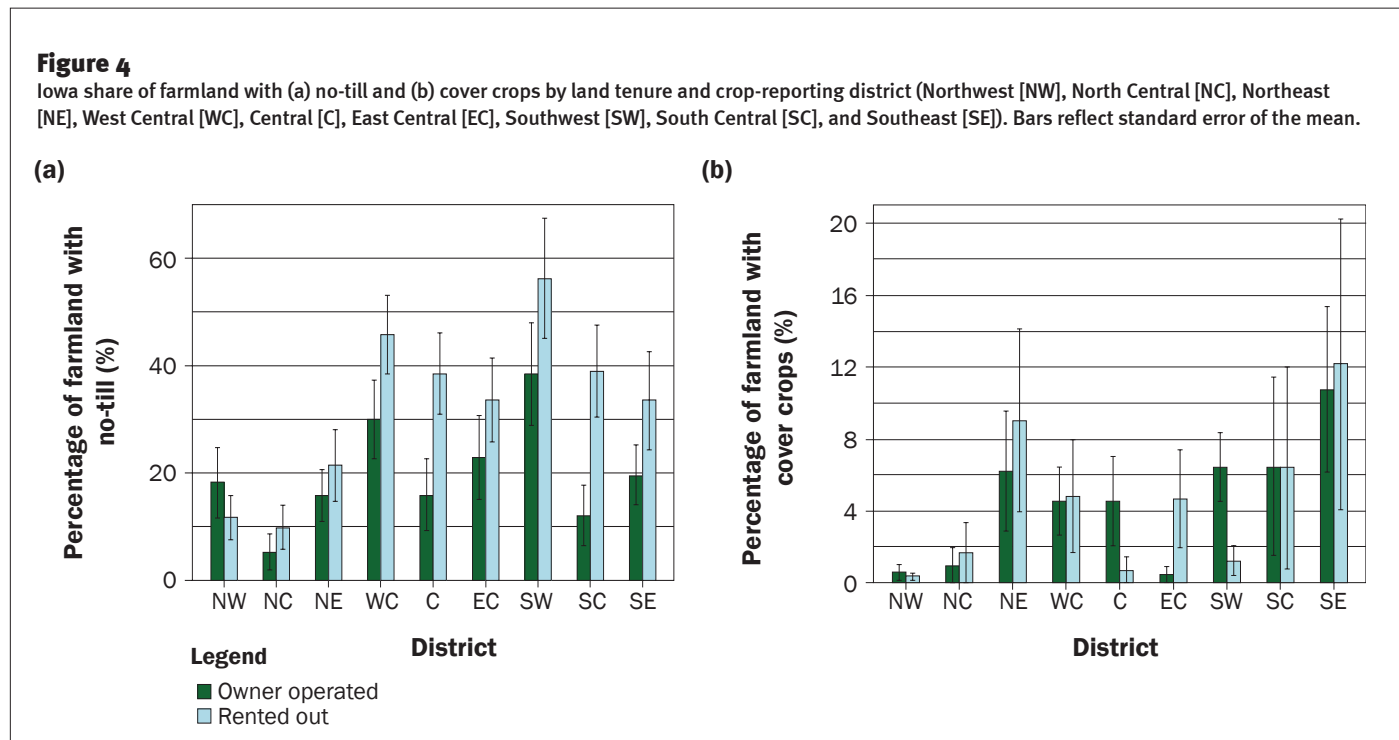 Figure 4
Iowa share of farmland with (a) no-till and (b) cover crops by land tenure and crop-reporting district (Northwest [NW], North Central [NC], Northeast
[NE], West Central [WC], Central [C], East Central [EC], Southwest [SW], South Central [SC], and Southeast [SE]). Bars reflect standard error of the mean.
(a)
Percentage of farmland with
no-till (%)
60
40
20
0
NW NC NE WC C EC SW SC SE
District
Legend
Owner operated
Rented out
(b)
Percentage of farmland with
cover crops (%)
20
16
12
8
4
0
NW NC NE WC C EC SW SC SE
District